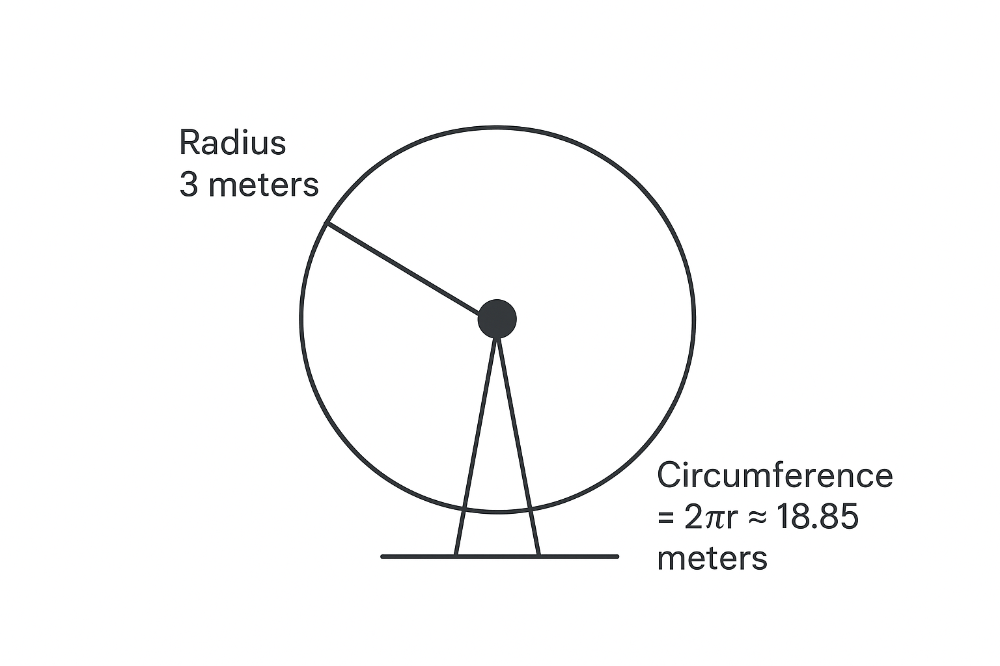 Radius
3 meters
Circumference
= 2πr ≈ 18.85
meters